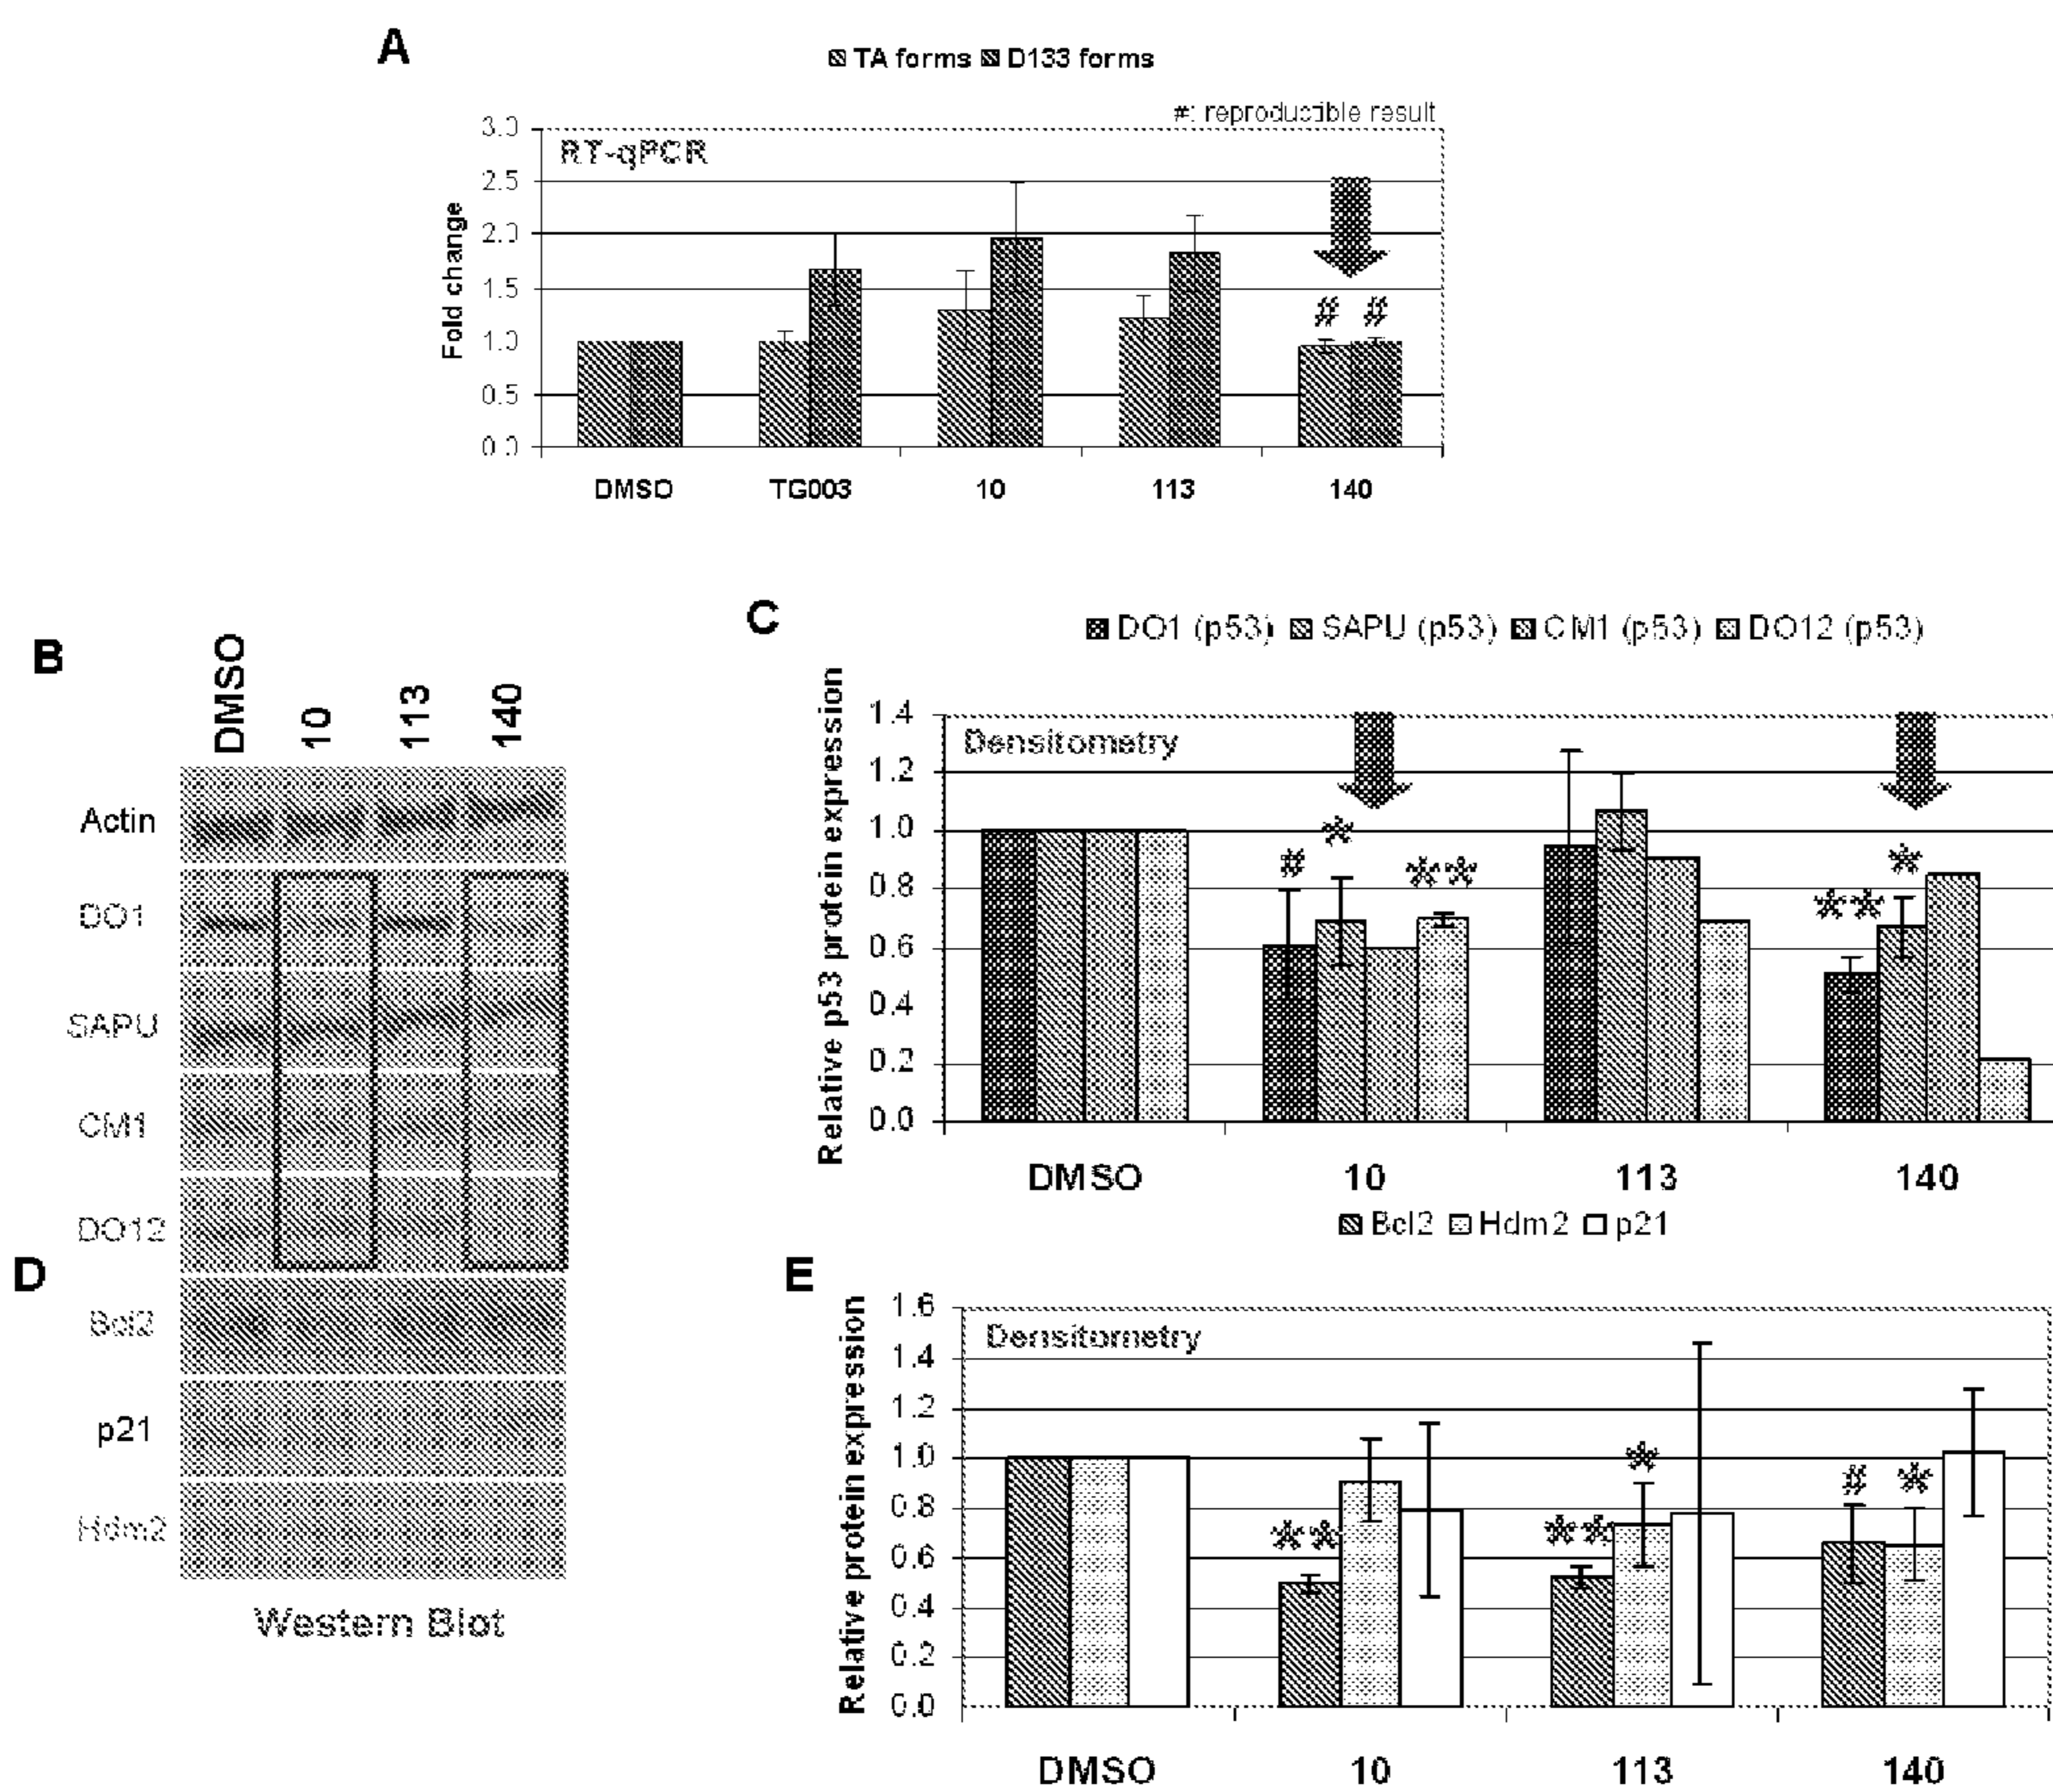 A
TA forms D133 forms
#: reproductible result
RT-qPCR
Fold change
3.0
2.5
2.0
1.5
1.0
0.5
0.0
# #
DMSO TG003 10 113 140
B
DMSO 10 113 140
Actin
DO1
SAPU
CM1
DO12
C
DO1 (p53) SAPU (p53) CM1 (p53) DO12 (p53)
Densitometry
Relative p53 protein expression
1.4
1.2
1.0
0.8
0.6
0.4
0.2
0.0
# * ** ** *
DMSO 10 113 140
D
Bcl2
p21
Hdm2
Western Blot
E
Bcl2 Hdm2 p21
Densitometry
Relative protein expression
1.6
1.4
1.2
1.0
0.8
0.6
0.4
0.2
0.0
** ** * # *
DMSO 10 113 140